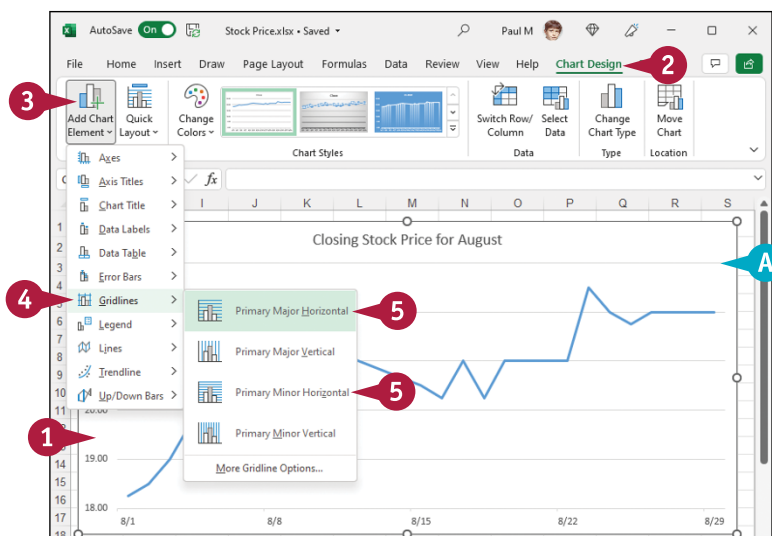 AutoSave On Stock Price.xlsx • Saved Paul M
File Home Insert Draw Page Layout Formulas Data Review View Help Chart Design 2
3
Add Chart Element Quick Layout Change Colors Switch Row/ Column Select Data Change Chart Type Move Chart
Chart Styles Data Type Location
fx
I J K L M N O P Q R S
Axes
Axis Titles
Chart Title
Data Labels
Data Table
Error Bars
4 Gridlines
Legend
Lines
Trendline
Up/Down Bars
Primary Major Horizontal 5
Primary Major Vertical
Primary Minor Horizontal 5
Primary Minor Vertical
More Gridline Options...
Closing Stock Price for August
A
1
2
3
4
6
7
8
9
10
11
14
15
16
17
18
20.00
1
19.00
18.00
8/1 8/8 8/15 8/22 8/29